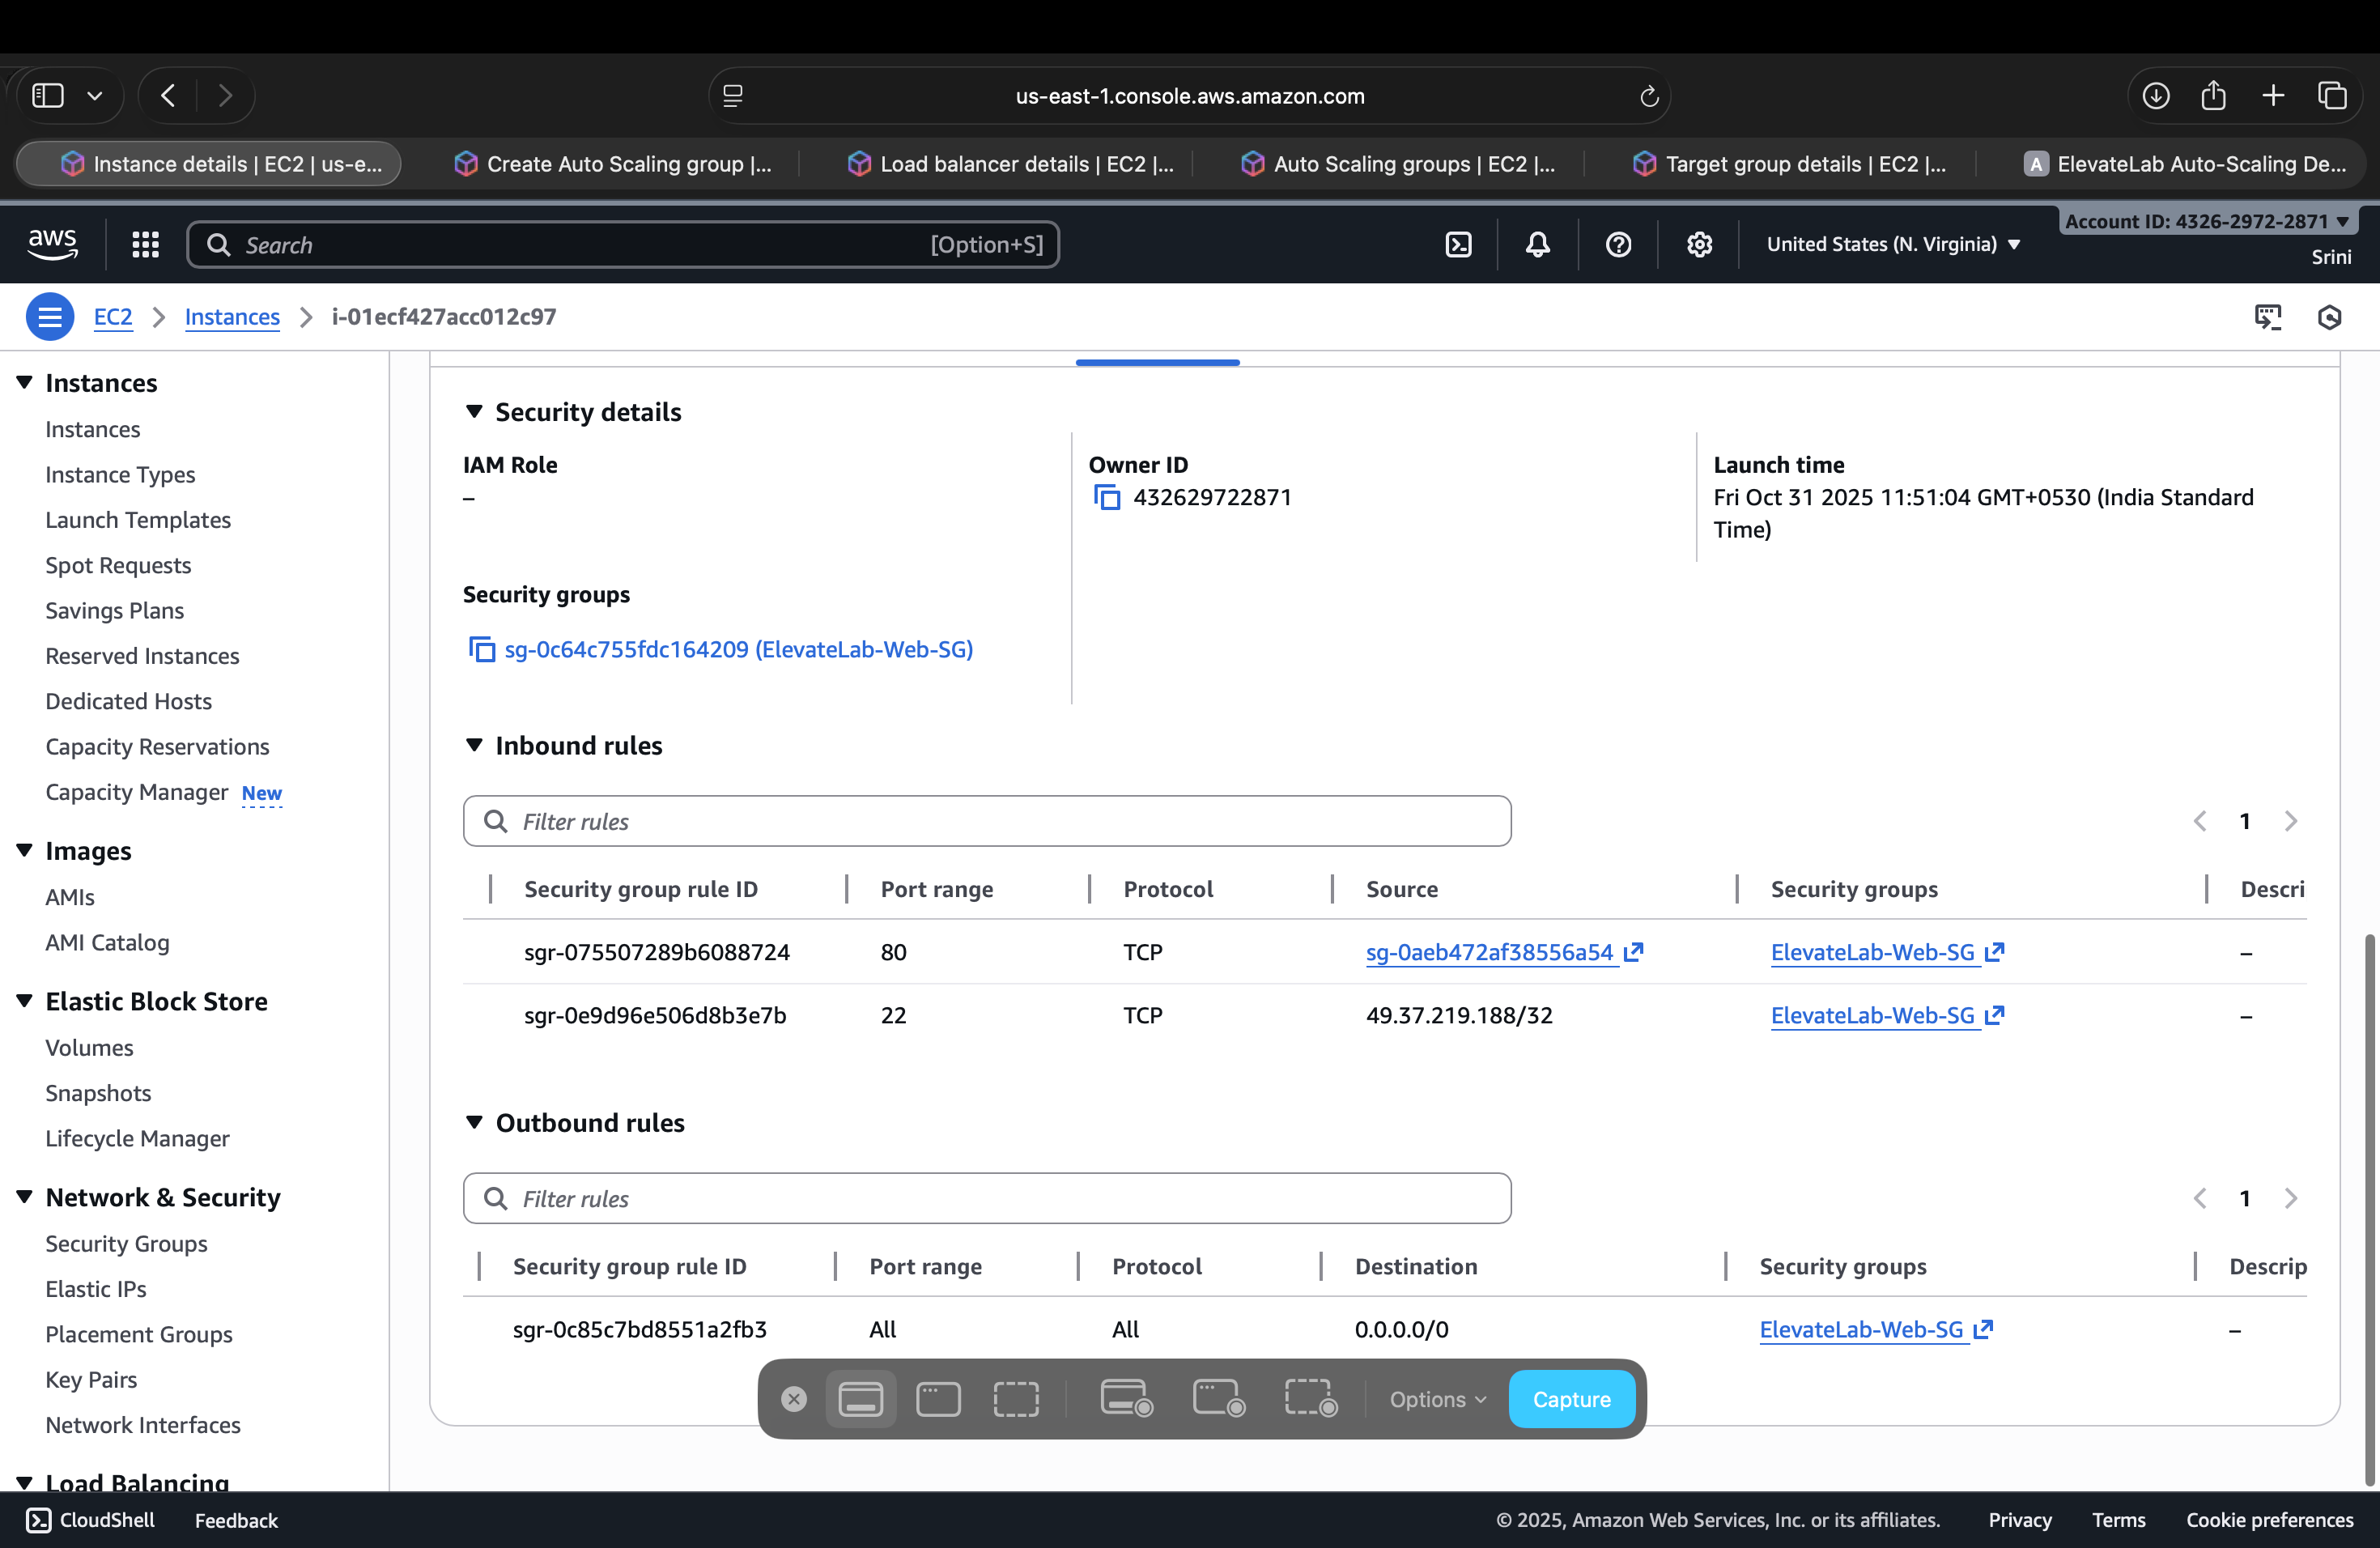 us-east-1.console.aws.amazon.com
Instance details | EC2 | us-e...
Create Auto Scaling group |...
Load balancer details | EC2 |...
Auto Scaling groups | EC2 |...
Target group details | EC2 |...
A ElevateLab Auto-Scaling De...
aws
Search [Option+S]
United States (N. Virginia)
Account ID: 4326-2972-2871
Srini
EC2 Instances i-01ecf427acc012c97
Instances
Instances
Instance Types
Launch Templates
Spot Requests
Savings Plans
Reserved Instances
Dedicated Hosts
Capacity Reservations
Capacity Manager New
Images
AMIs
AMI Catalog
Elastic Block Store
Volumes
Snapshots
Lifecycle Manager
Network & Security
Security Groups
Elastic IPs
Placement Groups
Key Pairs
Network Interfaces
Load Balancing
Security details
IAM Role
–
Owner ID
432629722871
Launch time
Fri Oct 31 2025 11:51:04 GMT+0530 (India Standard
Time)
Security groups
sg-0c64c755fdc164209 (ElevateLab-Web-SG)
Inbound rules
Filter rules
1
Security group rule ID Port range Protocol Source Security groups Descri
sgr-075507289b6088724 80 TCP sg-0aeb472af38556a54 ElevateLab-Web-SG –
sgr-0e9d96e506d8b3e7b 22 TCP 49.37.219.188/32 ElevateLab-Web-SG –
Outbound rules
Filter rules
1
Security group rule ID Port range Protocol Destination Security groups Descrip
sgr-0c85c7bd8551a2fb3 All All 0.0.0.0/0 ElevateLab-Web-SG –
Options Capture
CloudShell Feedback
© 2025, Amazon Web Services, Inc. or its affiliates. Privacy Terms Cookie preferences